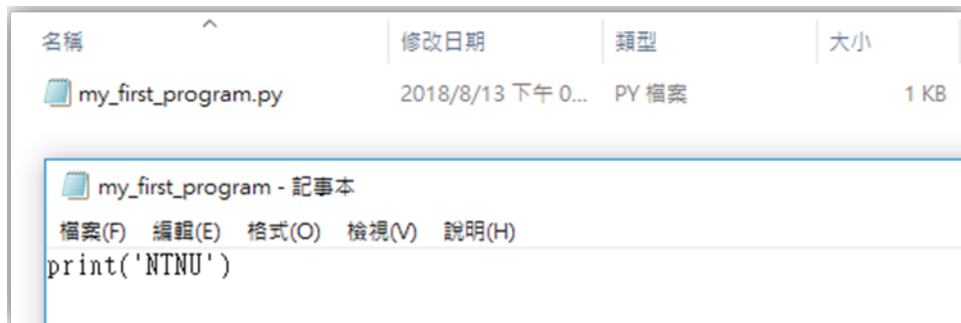 名稱 修改日期 類型 大小
my_first_program.py 2018/8/13 下午 0... PY 檔案 1 KB
my_first_program - 記事本
檔案(F) 編輯(E) 格式(O) 檢視(V) 說明(H)
print('NTNU')